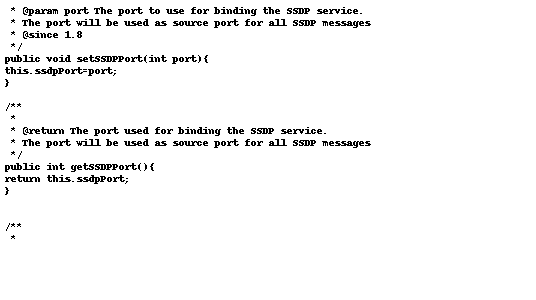 * @param port The port to use for binding the SSDP service.
 * The port will be used as source port for all SSDP messages
 * @since 1.8
 */
public void setSSDPPort(int port){
this.ssdpPort=port;
}
/**
 *
 * @return The port used for binding the SSDP service.
 * The port will be used as source port for all SSDP messages
 */
public int getSSDPPort(){
return this.ssdpPort;
}
/**
 *